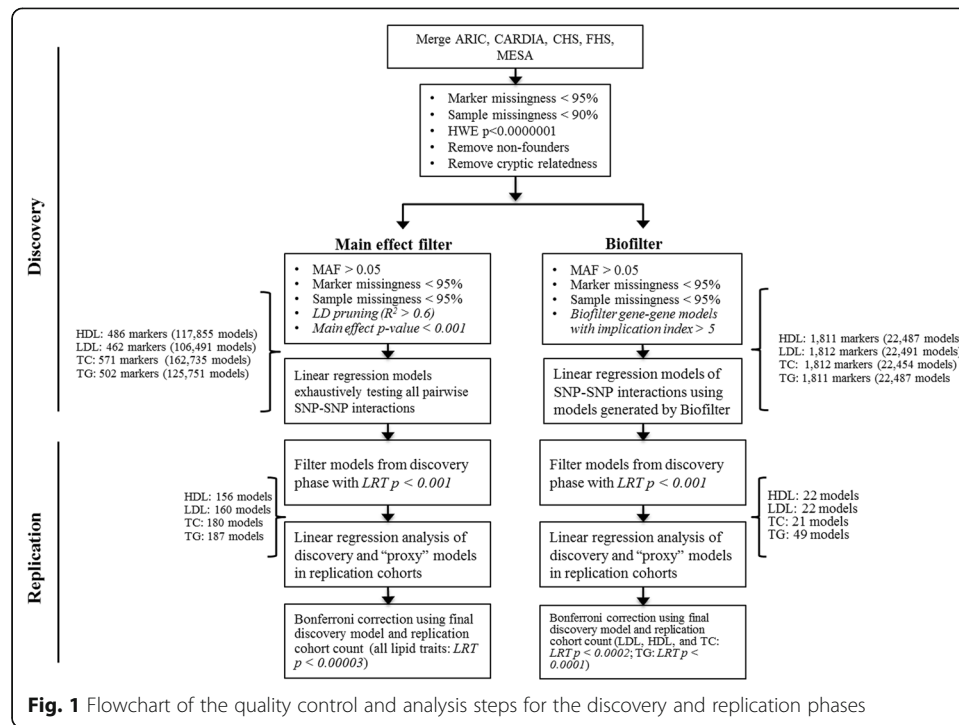 Merge ARIC, CARDIA, CHS, FHS,
MESA
• Marker missingness < 95%
• Sample missingness < 90%
• HWE p<0.0000001
• Remove non-founders
• Remove cryptic relatedness
Discovery
Main effect filter
• MAF > 0.05
• Marker missingness < 95%
• Sample missingness < 95%
• LD pruning (R² > 0.6)
• Main effect p-value < 0.001
HDL: 486 markers (117,855 models)
LDL: 462 markers (106,491 models)
TC: 571 markers (162,735 models)
TG: 502 markers (125,751 models)
Linear regression models
exhaustively testing all pairwise
SNP-SNP interactions
Biofilter
• MAF > 0.05
• Marker missingness < 95%
• Sample missingness < 95%
• Biofilter gene-gene models
with implication index > 5
HDL: 1,811 markers (22,487 models)
LDL: 1,812 markers (22,491 models)
TC: 1,812 markers (22,454 models)
TG: 1,811 markers (22,487 models
Linear regression models of
SNP-SNP interactions using
models generated by Biofilter
Replication
Filter models from discovery
phase with LRT p < 0.001
HDL: 156 models
LDL: 160 models
TC: 180 models
TG: 187 models
Linear regression analysis of
discovery and "proxy" models
in replication cohorts
Bonferroni correction using final
discovery model and replication
cohort count (all lipid traits: LRT
p < 0.00003)
Filter models from discovery
phase with LRT p < 0.001
HDL: 22 models
LDL: 22 models
TC: 21 models
TG: 49 models
Linear regression analysis of
discovery and "proxy" models
in replication cohorts
Bonferroni correction using final
discovery model and replication
cohort count (LDL, HDL, and TC:
LRT p < 0.0002; TG: LRT p <
0.0001)
Fig. 1 Flowchart of the quality control and analysis steps for the discovery and replication phases